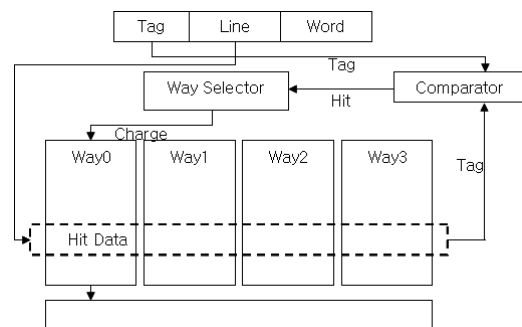 Tag Line Word
Tag
Way Selector Comparator
Hit
Charge
Way0 Way1 Way2 Way3
Tag
Hit Data